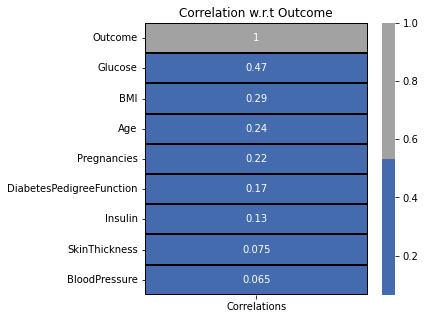 Correlation w.r.t Outcome
Outcome 1
Glucose 0.47
BMI 0.29
Age 0.24
Pregnancies 0.22
DiabetesPedigreeFunction 0.17
Insulin 0.13
SkinThickness 0.075
BloodPressure 0.065
Correlations
1.0
0.8
0.6
0.4
0.2